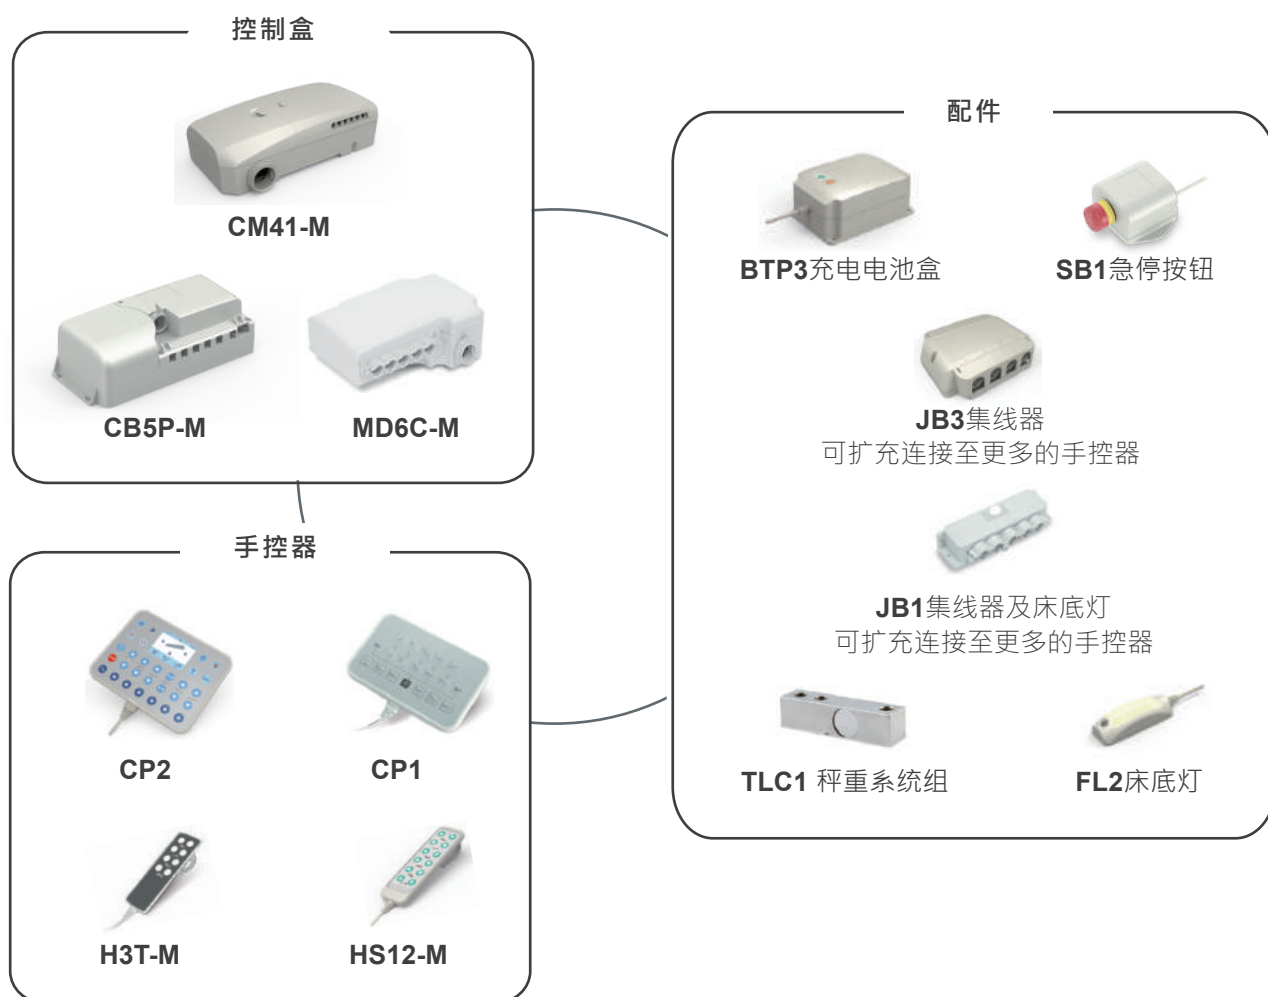 控制盒
CM41-M
CB5P-M
MD6C-M
手控器
CP2
CP1
H3T-M
HS12-M
配件
BTP3充电电池盒
SB1急停按钮
JB3集线器
可扩充连接至更多的手控器
JB1集线器及床底灯
可扩充连接至更多的手控器
TLC1 秤重系统组
FL2床底灯